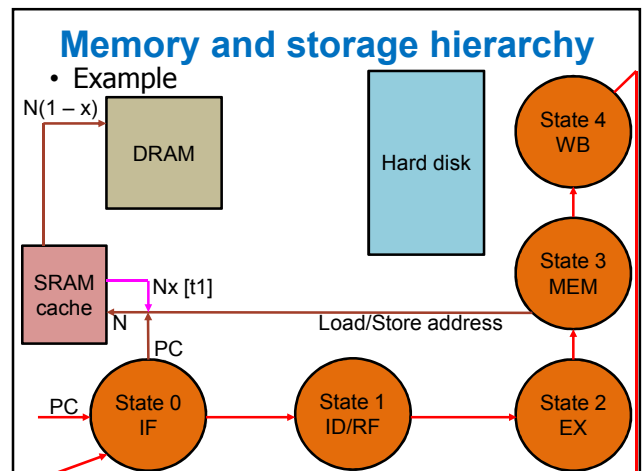 Memory and storage hierarchy
• Example
N(1 – x)
DRAM
Hard disk
State 4
WB
SRAM
cache
Nx [t1]
State 3
MEM
N
Load/Store address
PC
PC
State 0
IF
State 1
ID/RF
State 2
EX